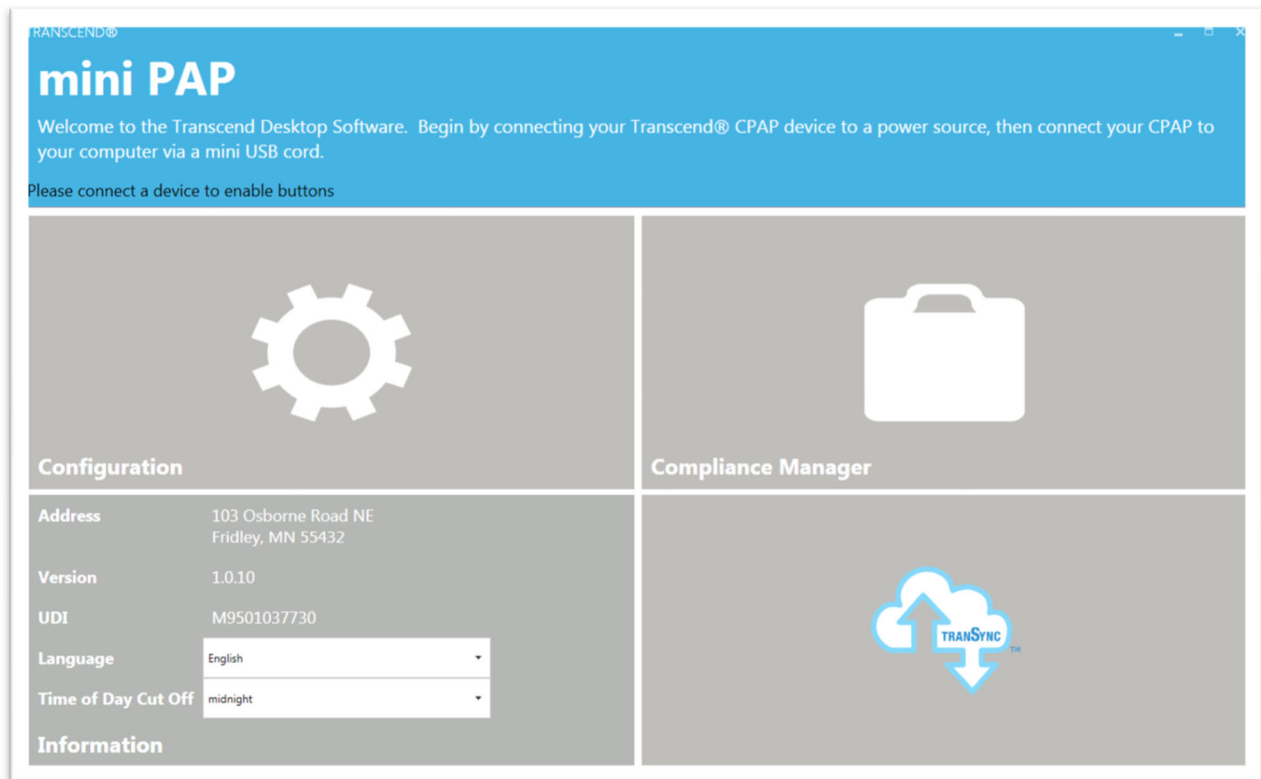 TRANSCEND®
mini PAP
Welcome to the Transcend Desktop Software. Begin by connecting your Transcend® CPAP device to a power source, then connect your CPAP to
your computer via a mini USB cord.
Please connect a device to enable buttons
Configuration
Compliance Manager
Address 103 Osborne Road NE
Fridley, MN 55432
Version 1.0.10
UDI M9501037730
Language English
Time of Day Cut Off midnight
Information
TRANSYNC ™